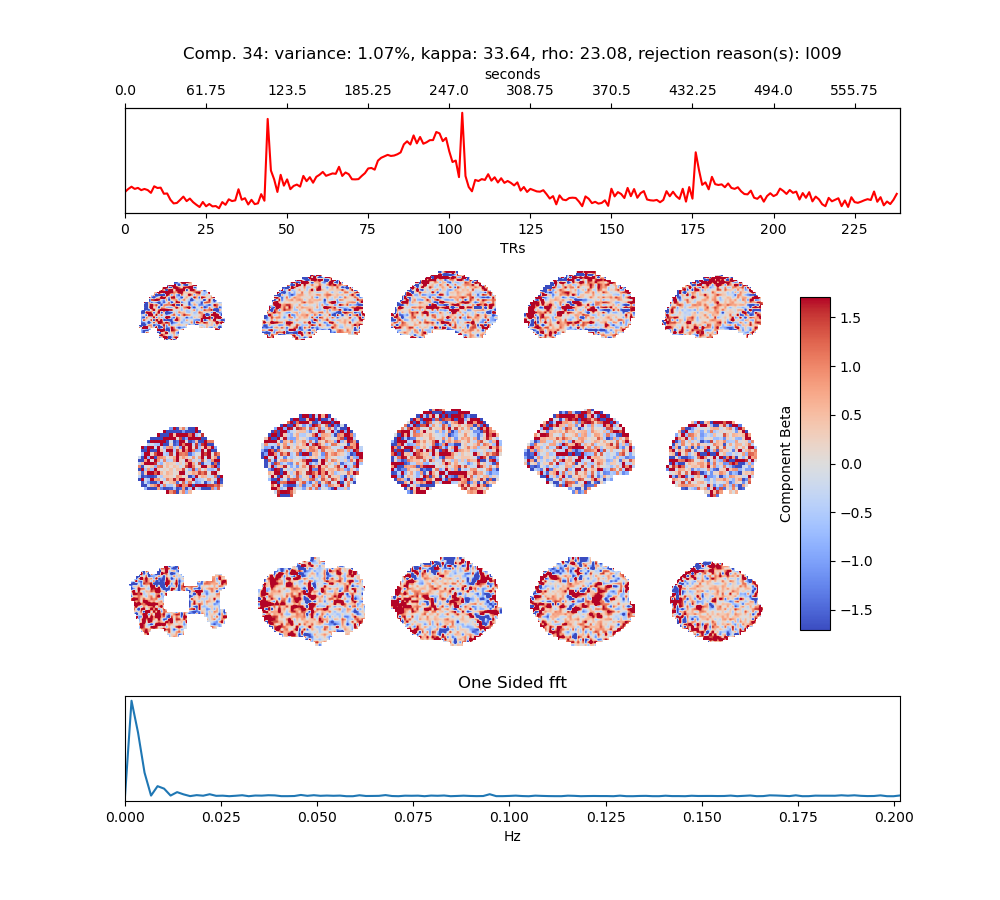 Comp. 34: variance: 1.07%, kappa: 33.64, rho: 23.08, rejection reason(s): I009
seconds
0.0 61.75 123.5 185.25 247.0 308.75 370.5 432.25 494.0 555.75
0 25 50 75 100 125 150 175 200 225
TRs
1.5
1.0
0.5
0.0
−0.5
−1.0
−1.5
Component Beta
One Sided fft
0.000 0.025 0.050 0.075 0.100 0.125 0.150 0.175 0.200
Hz